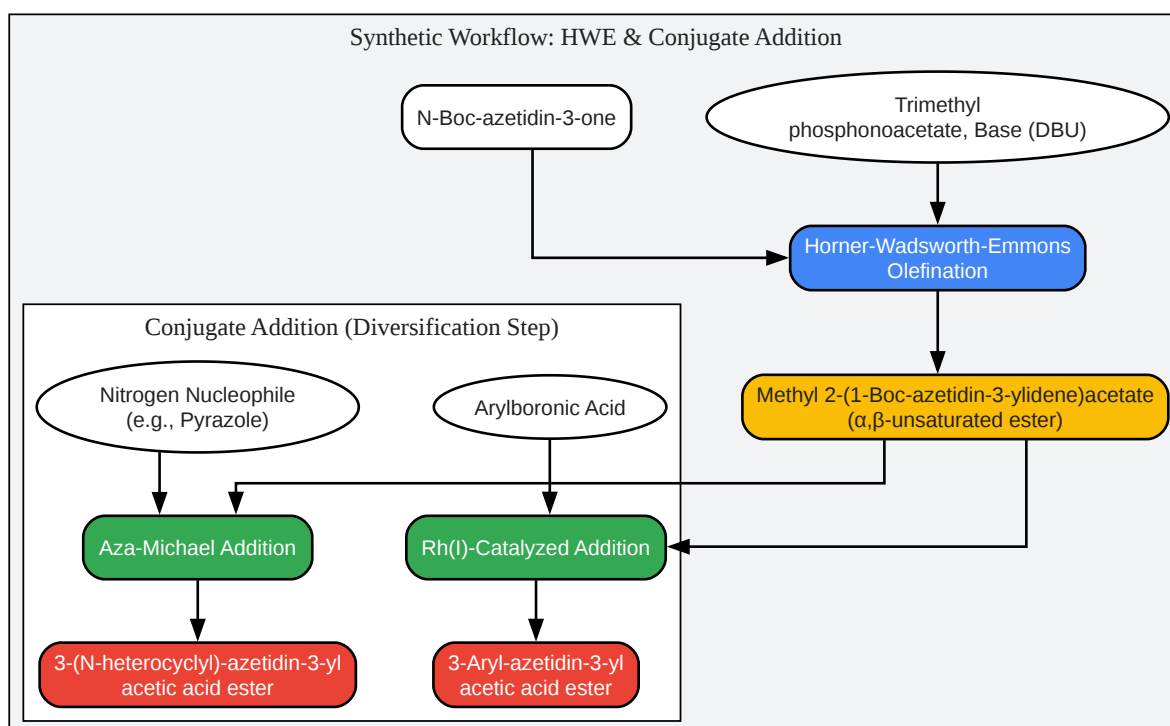 Synthetic Workflow: HWE & Conjugate Addition
N-Boc-azetidin-3-one
Trimethyl
phosphonoacetate, Base (DBU)
Horner-Wadsworth-Emmons
Olefination
Conjugate Addition (Diversification Step)
Nitrogen Nucleophile
(e.g., Pyrazole)
Arylboronic Acid
Methyl 2-(1-Boc-azetidin-3-ylidene)acetate
(α,β-unsaturated ester)
Aza-Michael Addition
Rh(I)-Catalyzed Addition
3-(N-heterocyclyl)-azetidin-3-yl
acetic acid ester
3-Aryl-azetidin-3-yl
acetic acid ester